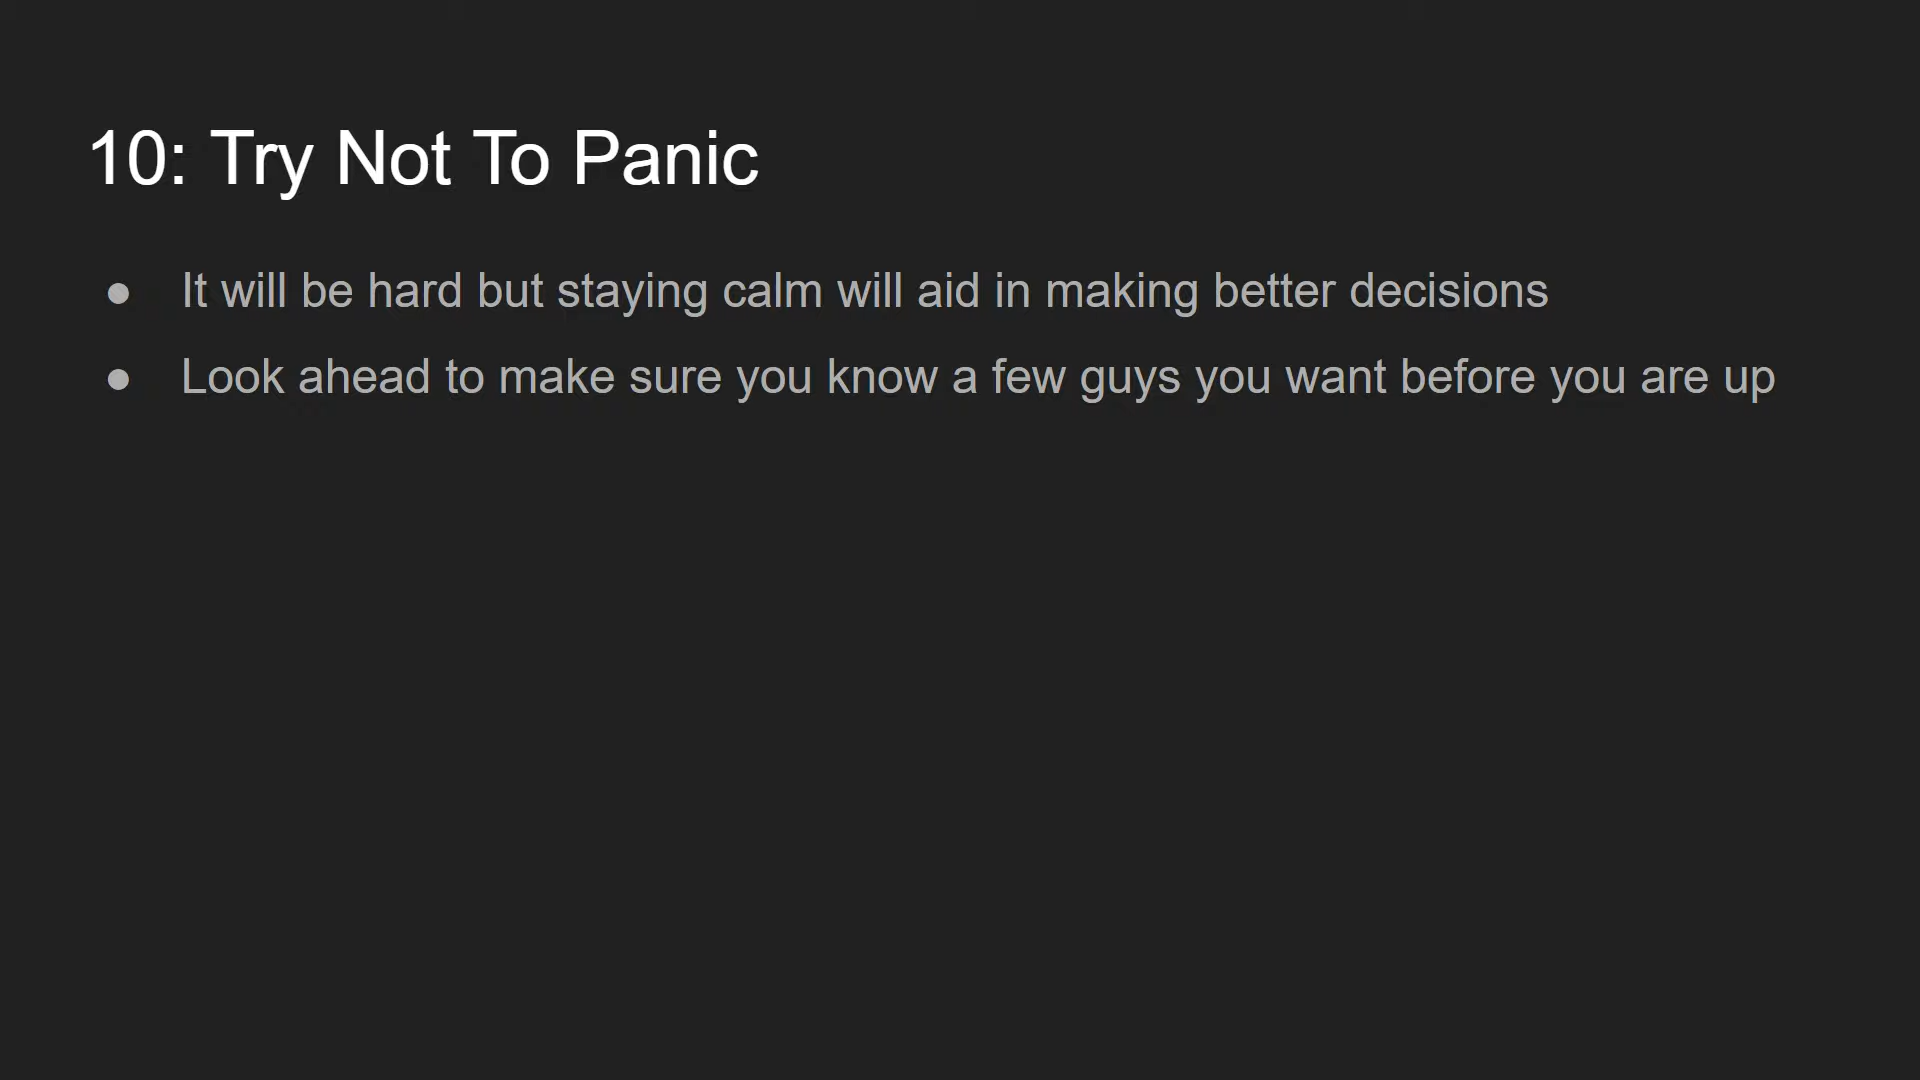 10: Try Not To Panic
● It will be hard but staying calm will aid in making better decisions
● Look ahead to make sure you know a few guys you want before you are up